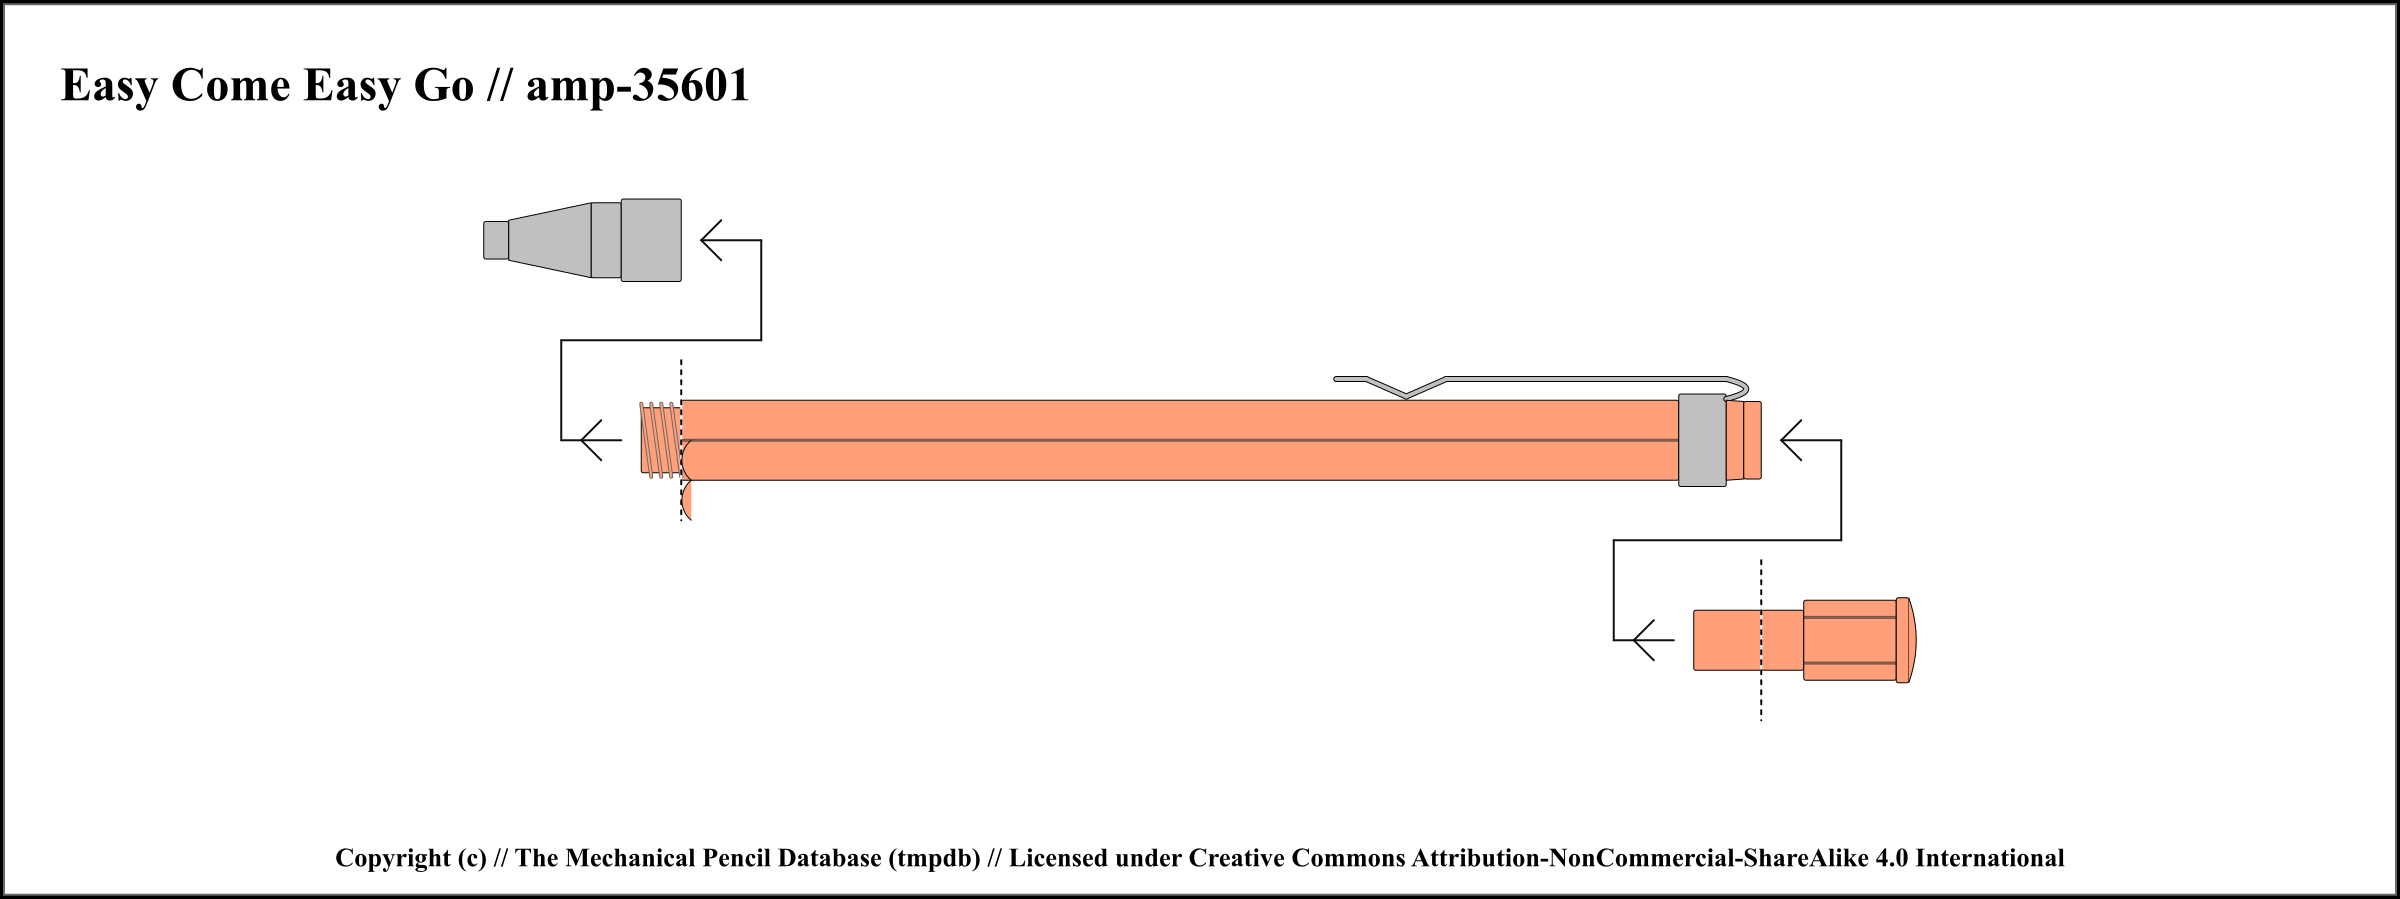 Easy Come Easy Go // amp-35601
Copyright (c) // The Mechanical Pencil Database (tmpdb) // Licensed under Creative Commons Attribution-NonCommercial-ShareAlike 4.0 International